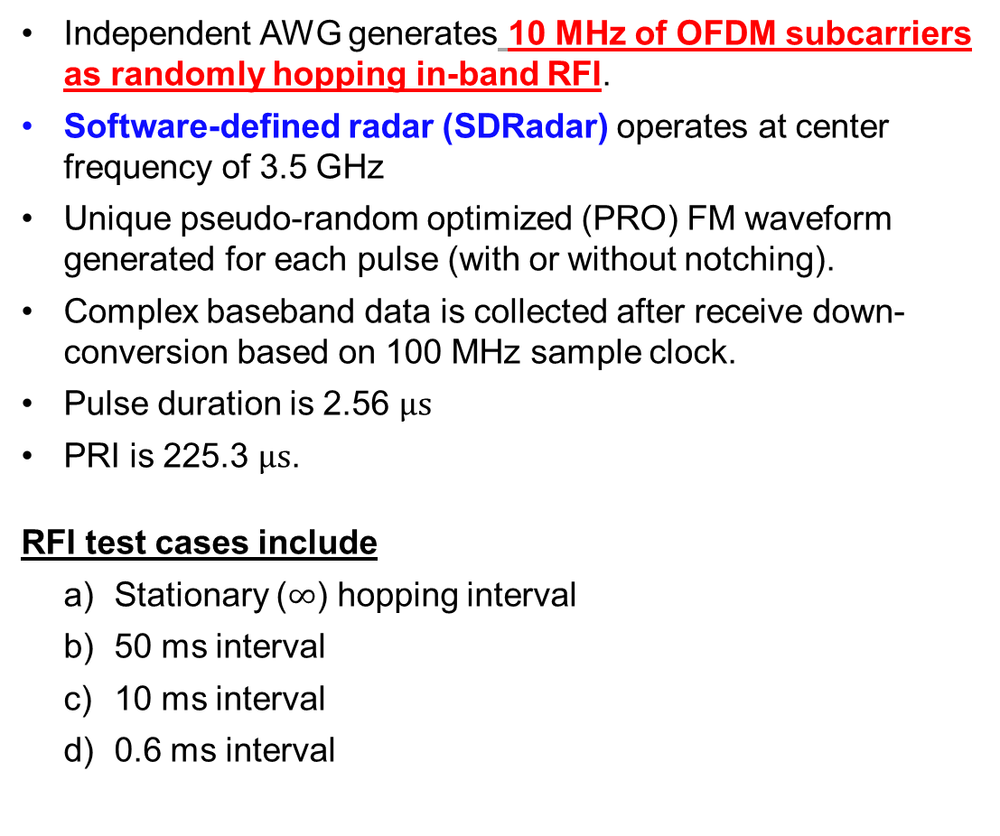 • Independent AWG generates 10 MHz of OFDM subcarriers
as randomly hopping in-band RFI.
• Software-defined radar (SDRadar) operates at center
frequency of 3.5 GHz
• Unique pseudo-random optimized (PRO) FM waveform
generated for each pulse (with or without notching).
• Complex baseband data is collected after receive down-
conversion based on 100 MHz sample clock.
• Pulse duration is 2.56 μs
• PRI is 225.3 μs.
RFI test cases include
a) Stationary (∞) hopping interval
b) 50 ms interval
c) 10 ms interval
d) 0.6 ms interval